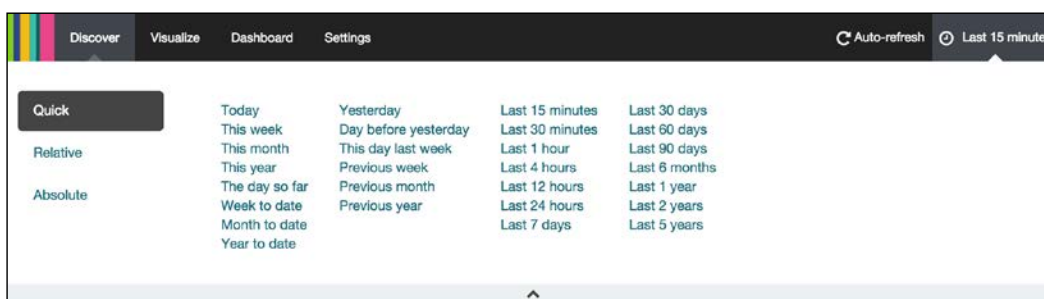 Discover Visualize Dashboard Settings Auto-refresh Last 15 minute
Quick
Relative
Absolute
Today
This week
This month
This year
The day so far
Week to date
Month to date
Year to date
Yesterday
Day before yesterday
This day last week
Previous week
Previous month
Previous year
Last 15 minutes
Last 30 minutes
Last 1 hour
Last 4 hours
Last 12 hours
Last 24 hours
Last 7 days
Last 30 days
Last 60 days
Last 90 days
Last 6 months
Last 1 year
Last 2 years
Last 5 years